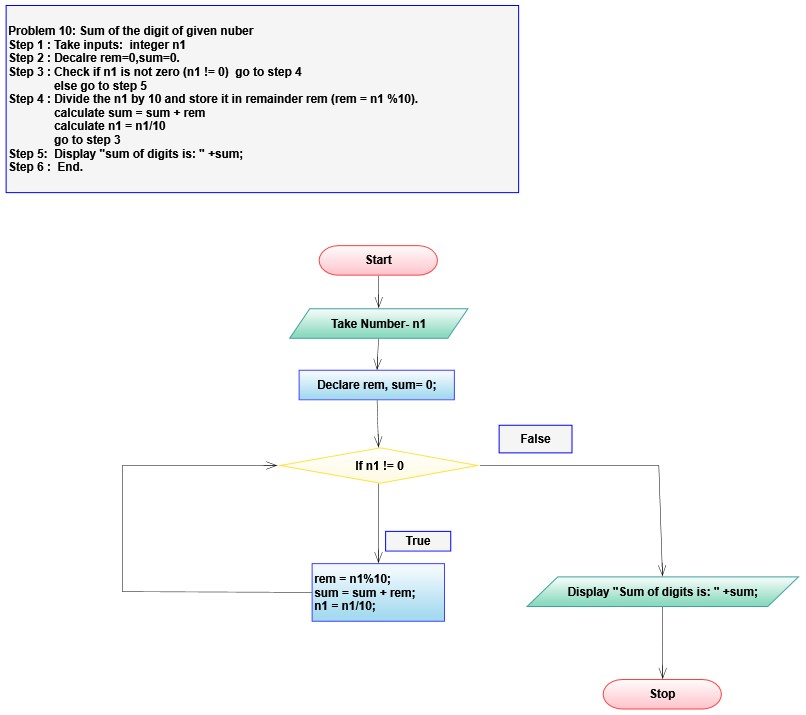 Problem 10: Sum of the digit of given nuber
Step 1 : Take inputs: integer n1
Step 2 : Decalre rem=0,sum=0.
Step 3 : Check if n1 is not zero (n1 != 0) go to step 4
else go to step 5
Step 4 : Divide the n1 by 10 and store it in remainder rem (rem = n1 %10).
calculate sum = sum + rem
calculate n1 = n1/10
go to step 3
Step 5: Display "sum of digits is: " +sum;
Step 6 : End.
Start
Take Number- n1
Declare rem, sum= 0;
False
If n1 != 0
True
rem = n1%10;
sum = sum + rem;
n1 = n1/10;
Display "Sum of digits is: " +sum;
Stop